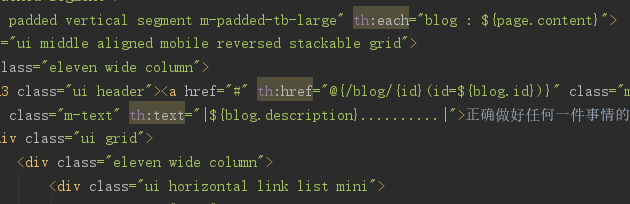 padded vertical segment m-padded-tb-large" th:each="blog : ${page.content}">
="ui middle aligned mobile reversed stackable grid">
lass="eleven wide column">
3 class="ui header"><a href="#" th:href="@{/blog/{id}(id=${blog.id})}" class="m
class="m-text" th:text="|${blog.description}..........|">正确做好任何一件事情的
iv class="ui grid">
<div class="eleven wide column">
<div class="ui horizontal link list mini">